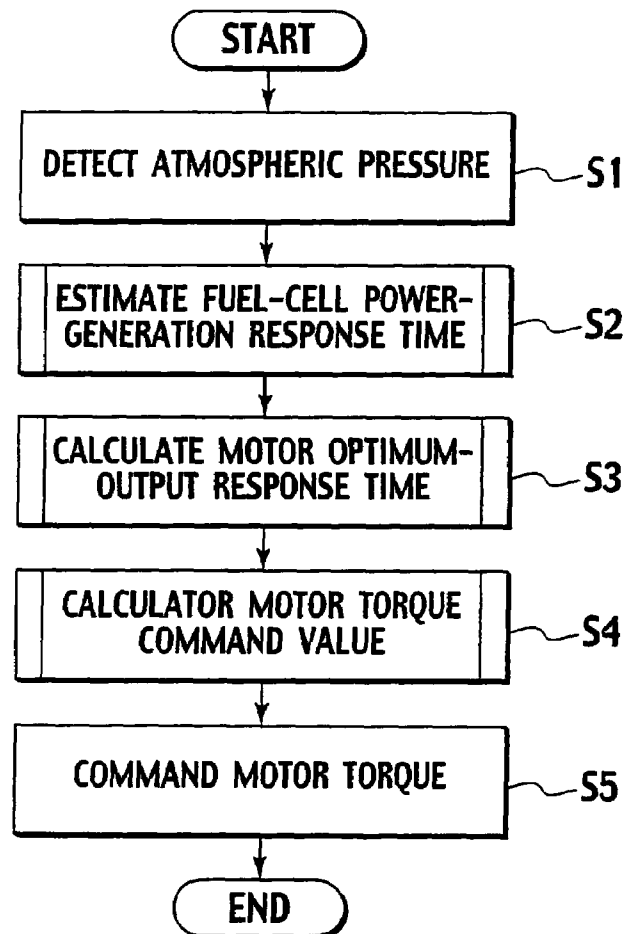 START
DETECT ATMOSPHERIC PRESSURE
S1
ESTIMATE FUEL-CELL POWER-
GENERATION RESPONSE TIME
S2
CALCULATE MOTOR OPTIMUM-
OUTPUT RESPONSE TIME
S3
CALCULATOR MOTOR TORQUE
COMMAND VALUE
S4
COMMAND MOTOR TORQUE
S5
END